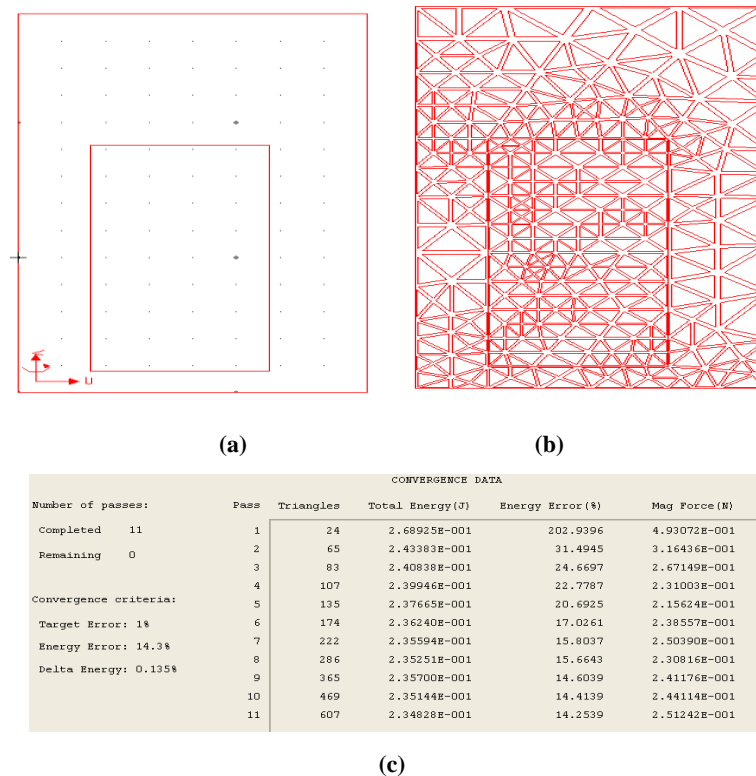 U
(a)
(b)
CONVERGENCE DATA
Number of passes:
Completed 11
Remaining 0
Convergence criteria:
Target Error: 1%
Energy Error: 14.3%
Delta Energy: 0.135%
Pass Triangles Total Energy(J) Energy Error(%) Mag Force(N)
1 24 2.68925E-001 202.9396 4.93072E-001
2 65 2.43383E-001 31.4945 3.16436E-001
3 83 2.40838E-001 24.6697 2.67149E-001
4 107 2.39946E-001 22.7787 2.31003E-001
5 135 2.37665E-001 20.6925 2.15624E-001
6 174 2.36240E-001 17.0261 2.38557E-001
7 222 2.35594E-001 15.8037 2.50390E-001
8 286 2.35251E-001 15.6643 2.30816E-001
9 365 2.35700E-001 14.6039 2.41176E-001
10 469 2.35144E-001 14.4139 2.44114E-001
11 607 2.34828E-001 14.2539 2.51242E-001
(c)